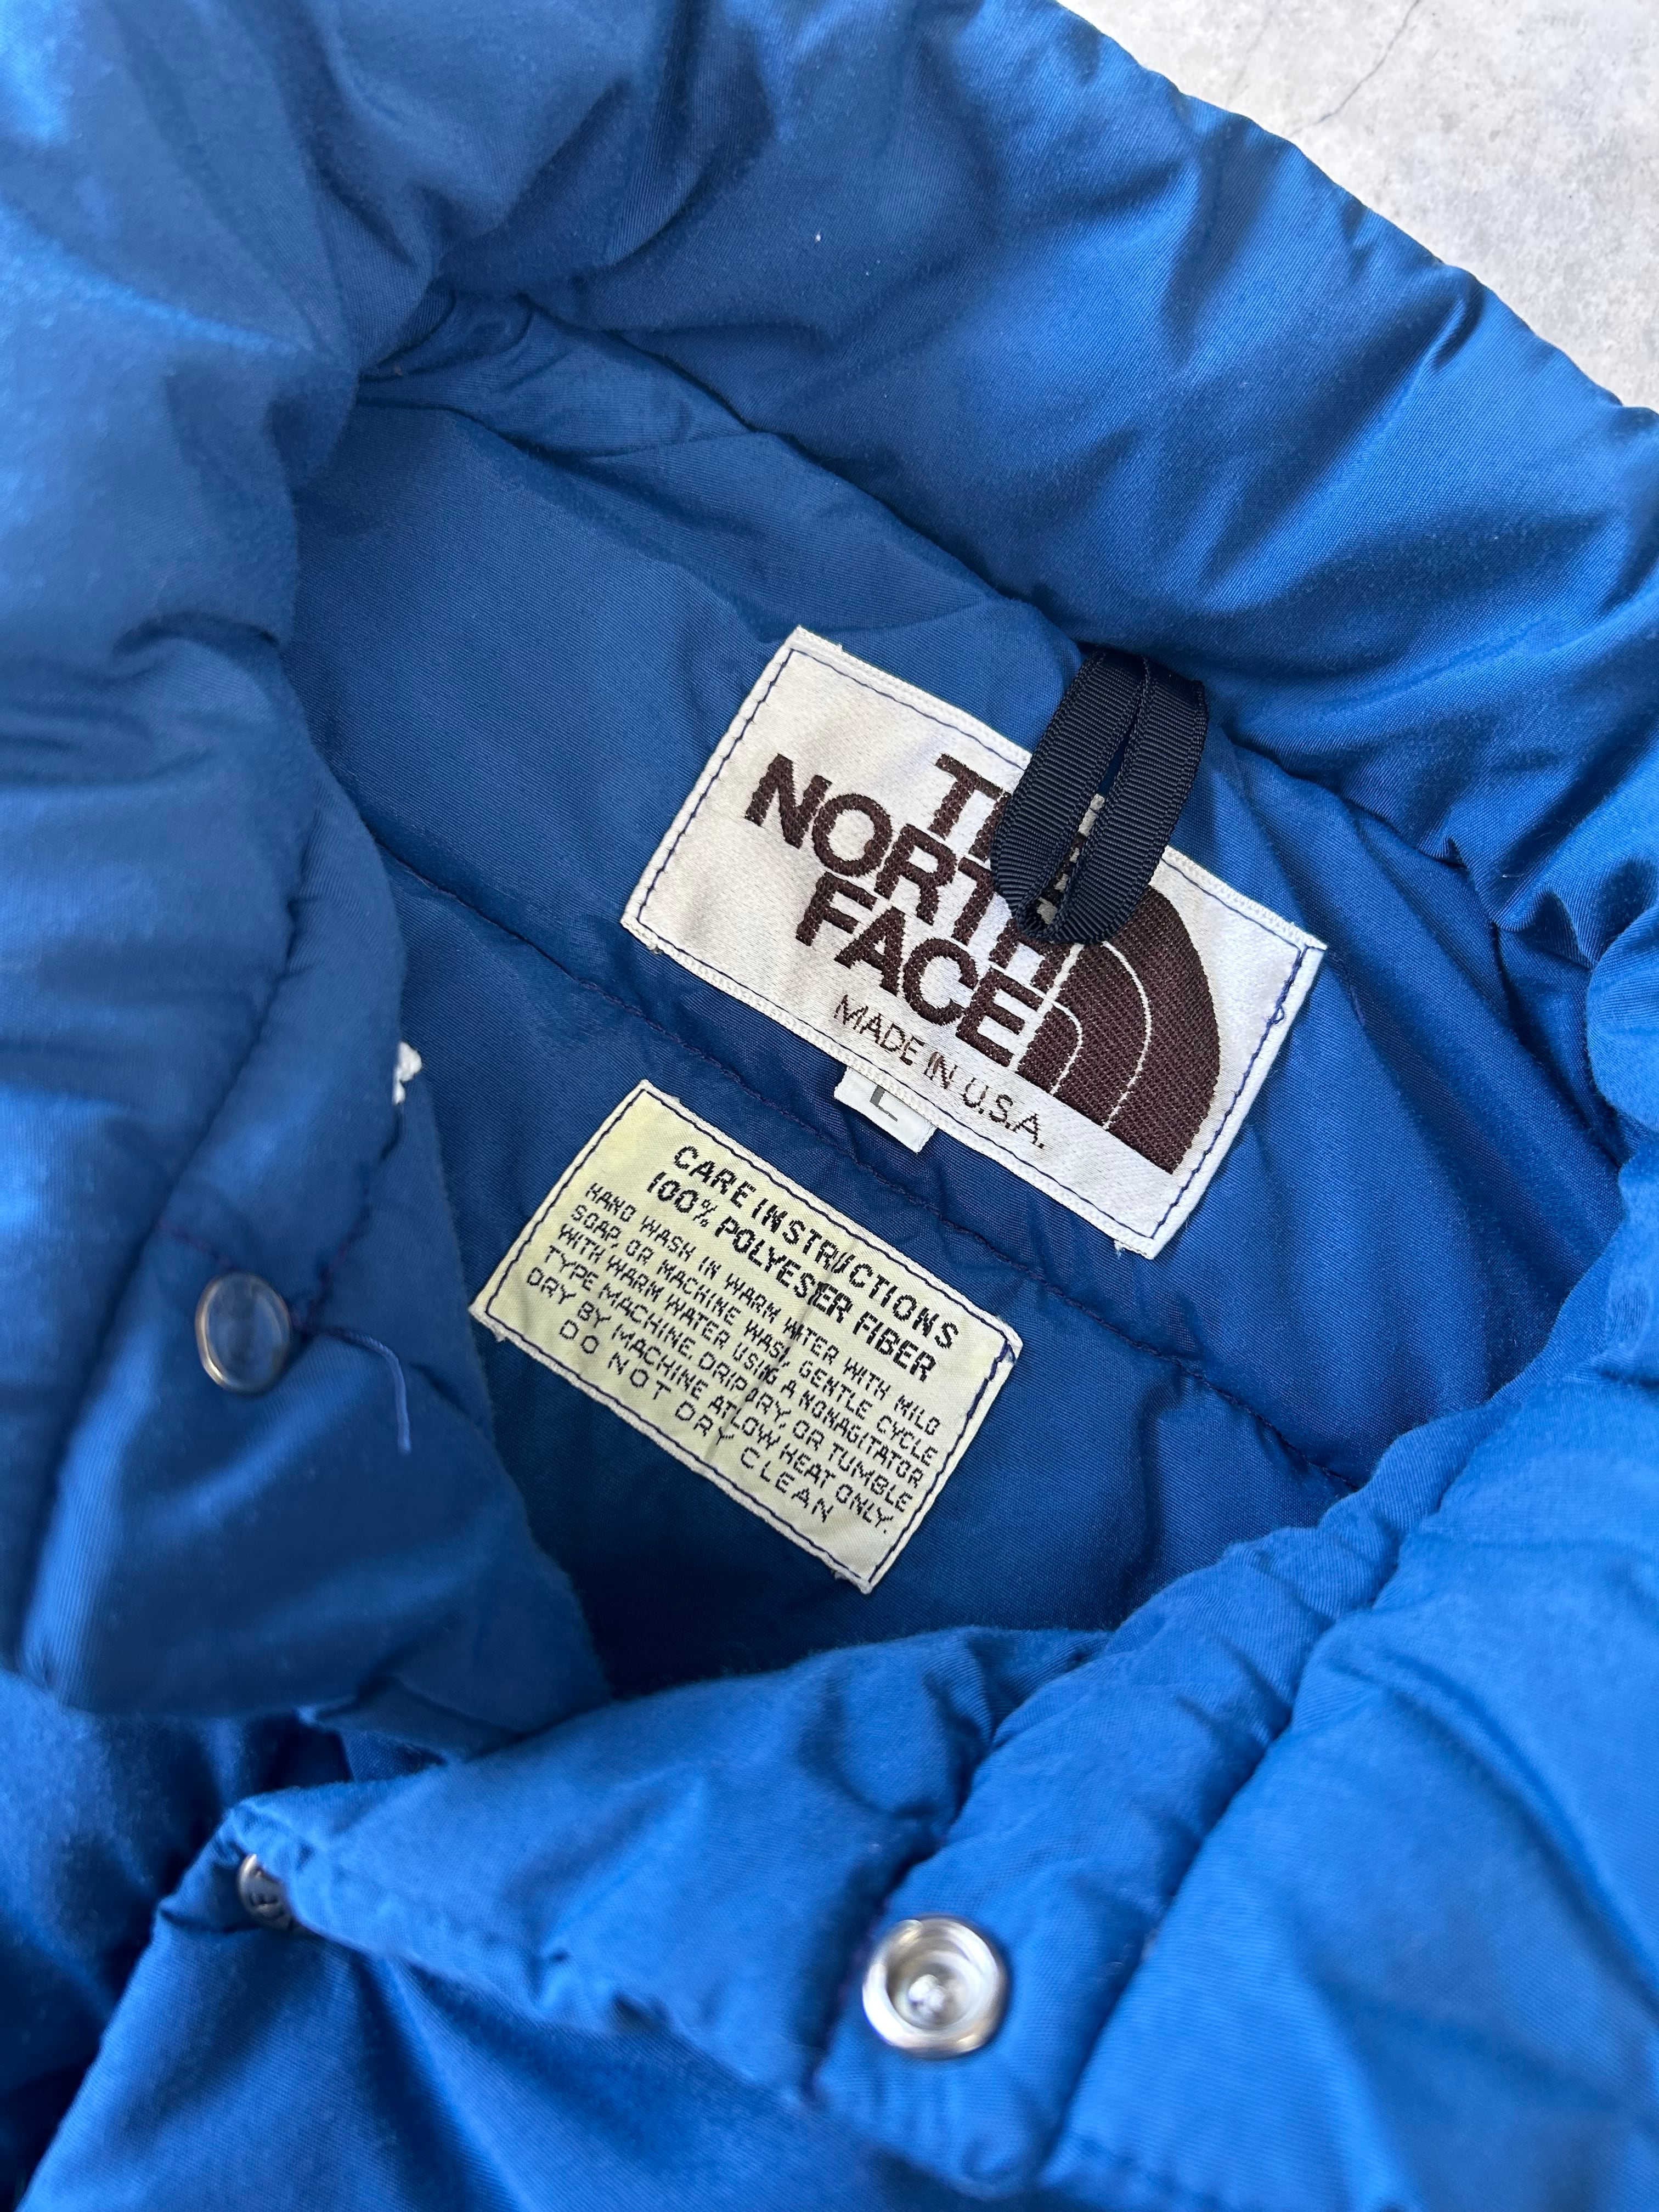 THE
NORTH
FACE
MADE IN U.S.A.
L
CARE INSTRUCTIONS
100% POLYESTER FIBER
HAND WASH IN WARM WATER WITH MILD
SOAP, OR MACHINE WASH, GENTLE CYCLE
WITH WARM WATER USING A NONAGITATOR
TYPE MACHINE. DRIP DRY, OR TUMBLE
DRY BY MACHINE AT LOW HEAT ONLY.
DO NOT DRY CLEAN